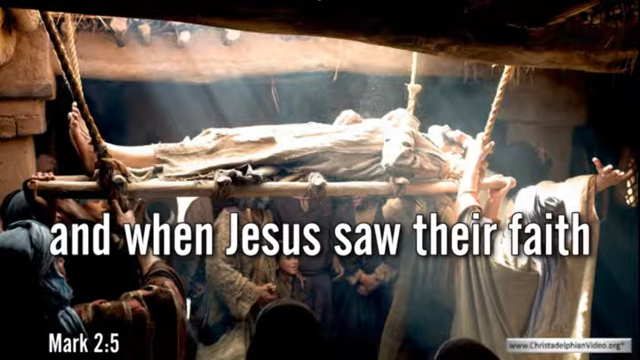 and when Jesus saw their faith
Mark 2:5
www.ChristadelphianVideo.org®